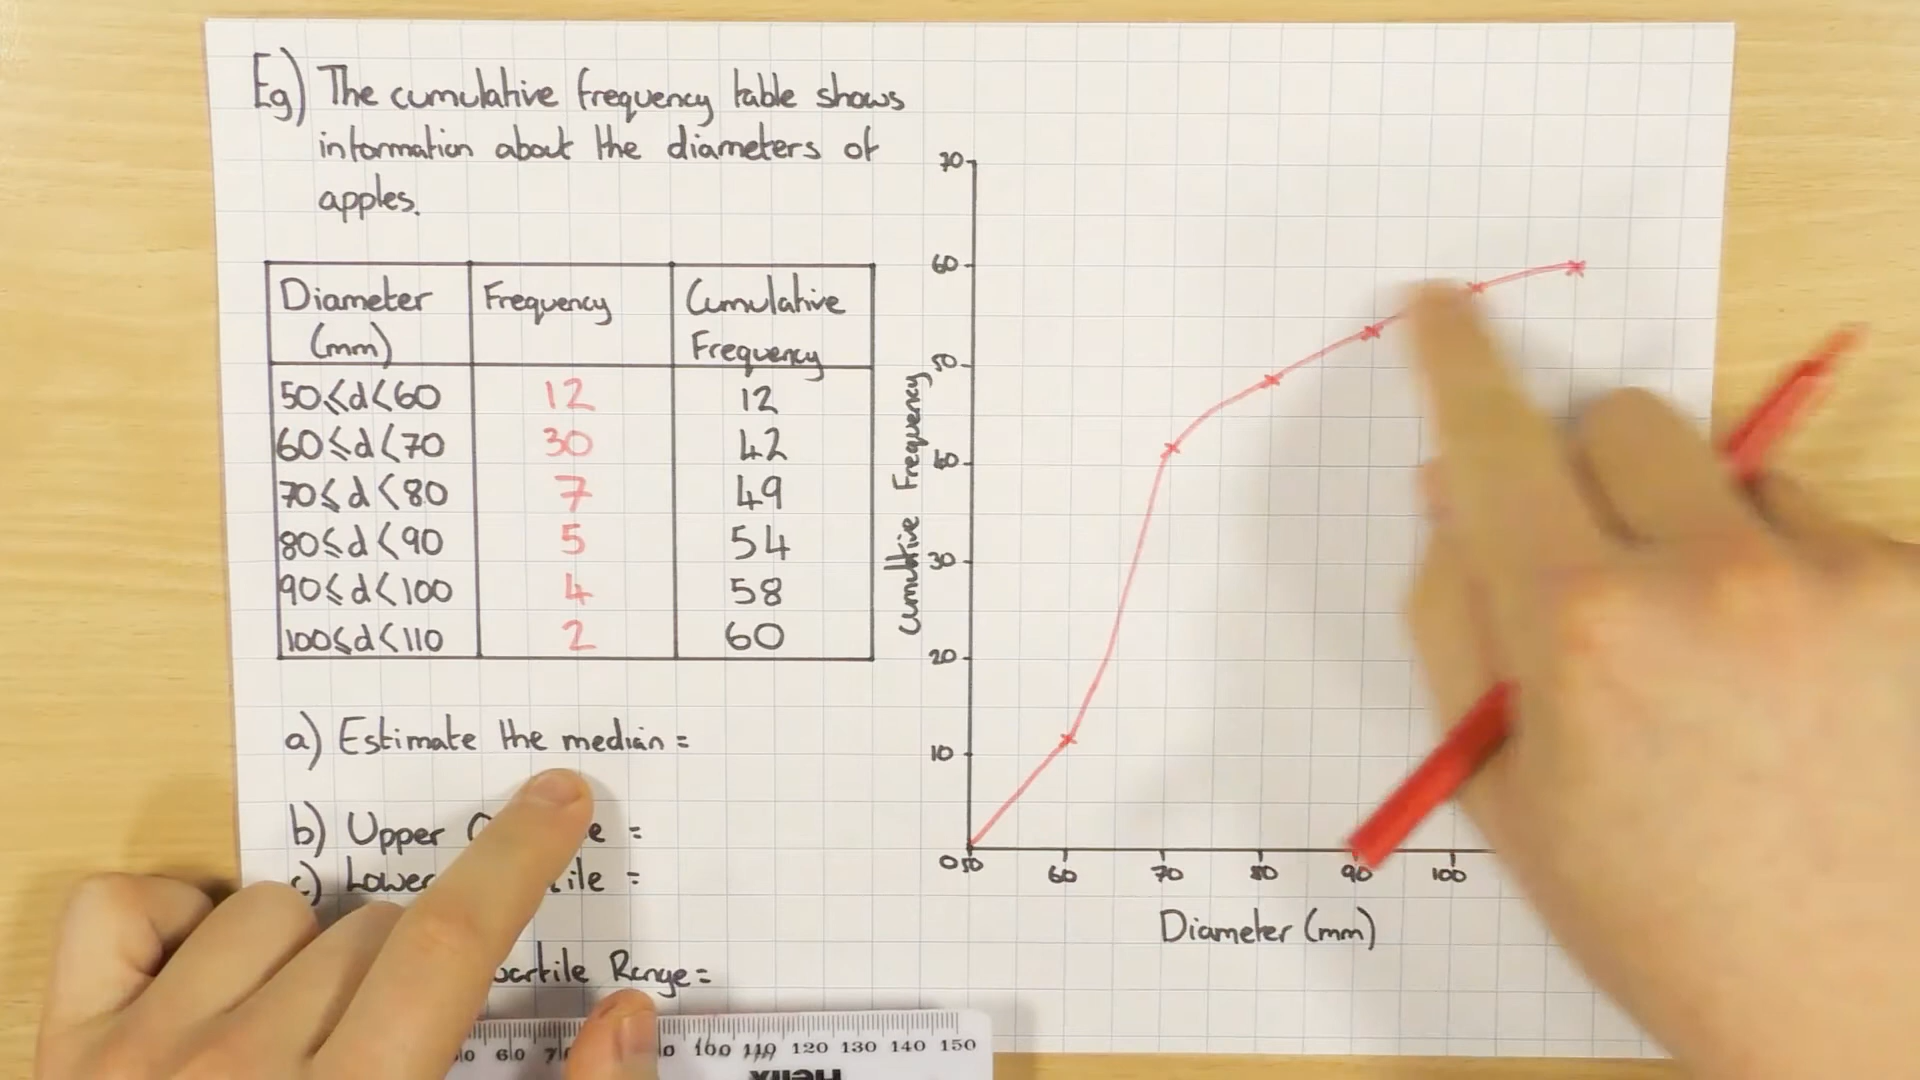 Eg) The cumulative frequency table shows
information about the diameters of
apples.
Diameter (mm) Frequency Cumulative Frequency
50≤d<60 12 12
60≤d<70 30 42
70≤d<80 7 49
80≤d<90 5 54
90≤d<100 4 58
100≤d<110 2 60
a) Estimate the median =
b) Upper =
c) Lower =
Range =
Cumulative Frequency
70
60
50
40
30
20
10
0
50 60 70 80 90 100
Diameter (mm)
60 100 110 120 130 140 150